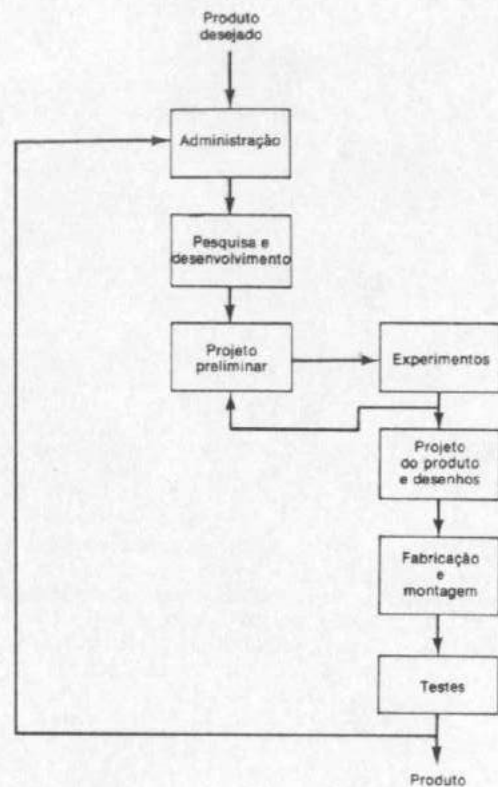 Produto
desejado
Administração
Pesquisa e
desenvolvimento
Projeto
preliminar
Experimentos
Projeto
do produto
e desenhos
Fabricação
e
montagem
Testes
Produto